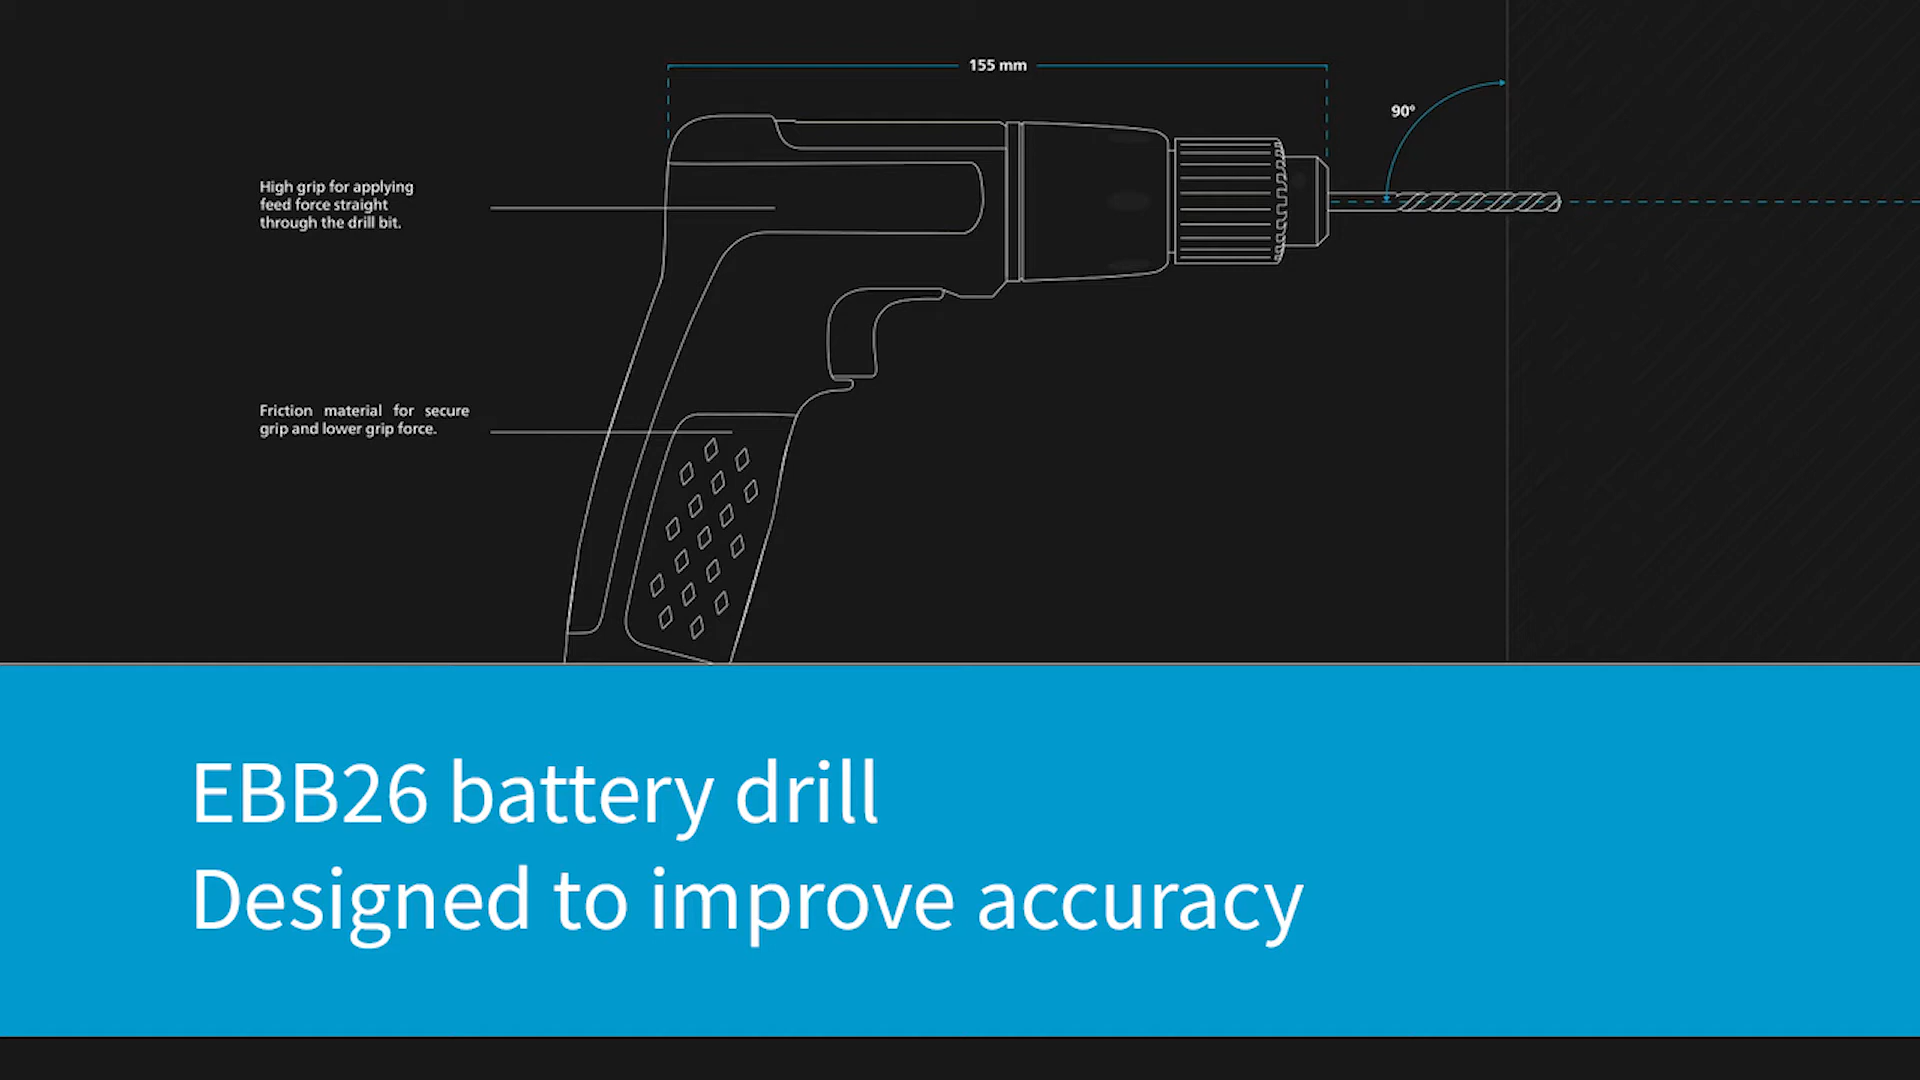 155 mm
90°
High grip for applying
feed force straight
through the drill bit.
Friction material for secure
grip and lower grip force.
EBB26 battery drill
Designed to improve accuracy